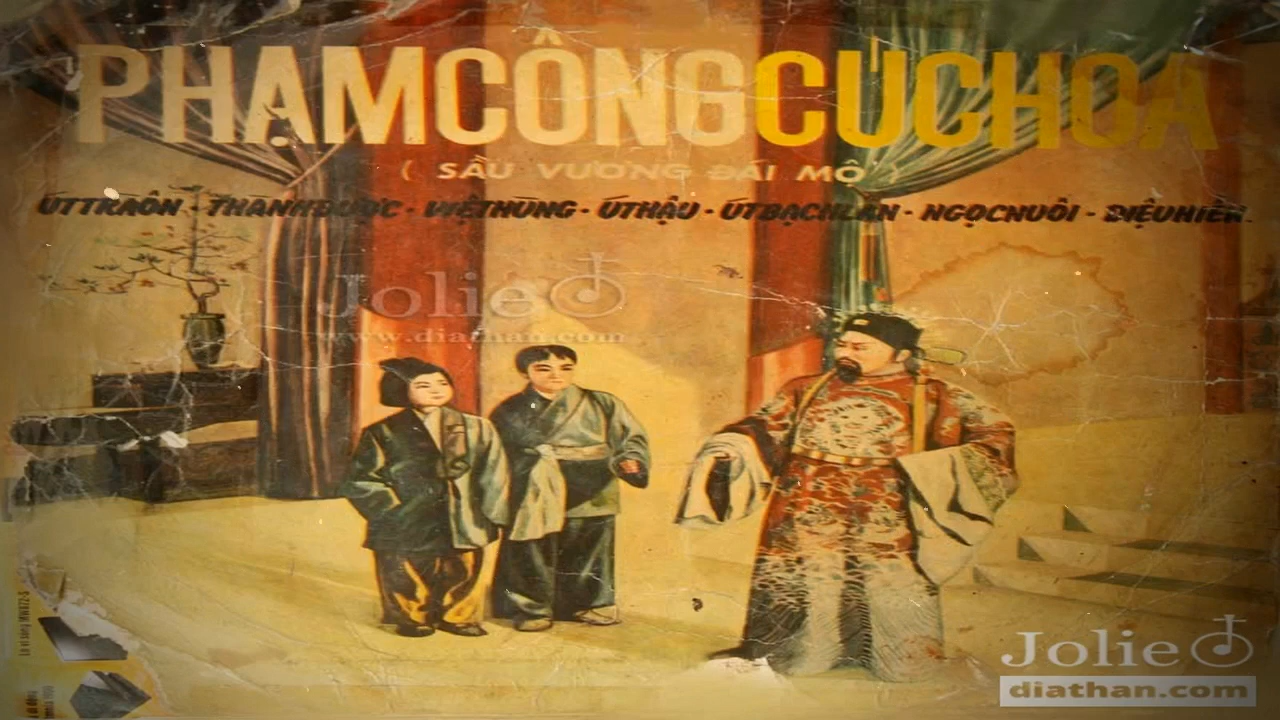 PHẠM CÔNG CÚC HOA
( SẦU VƯƠNG ĐÁI MỘ )
ÚT TRÀ ÔN - THANH ĐƯỢC - VIỆT HÙNG - ÚT HẬU - ÚT BẠCH LAN - NGỌC NUÔI - DIỆU HIỀN
Jolie
www.diathan.com
Jolie
diathan.com